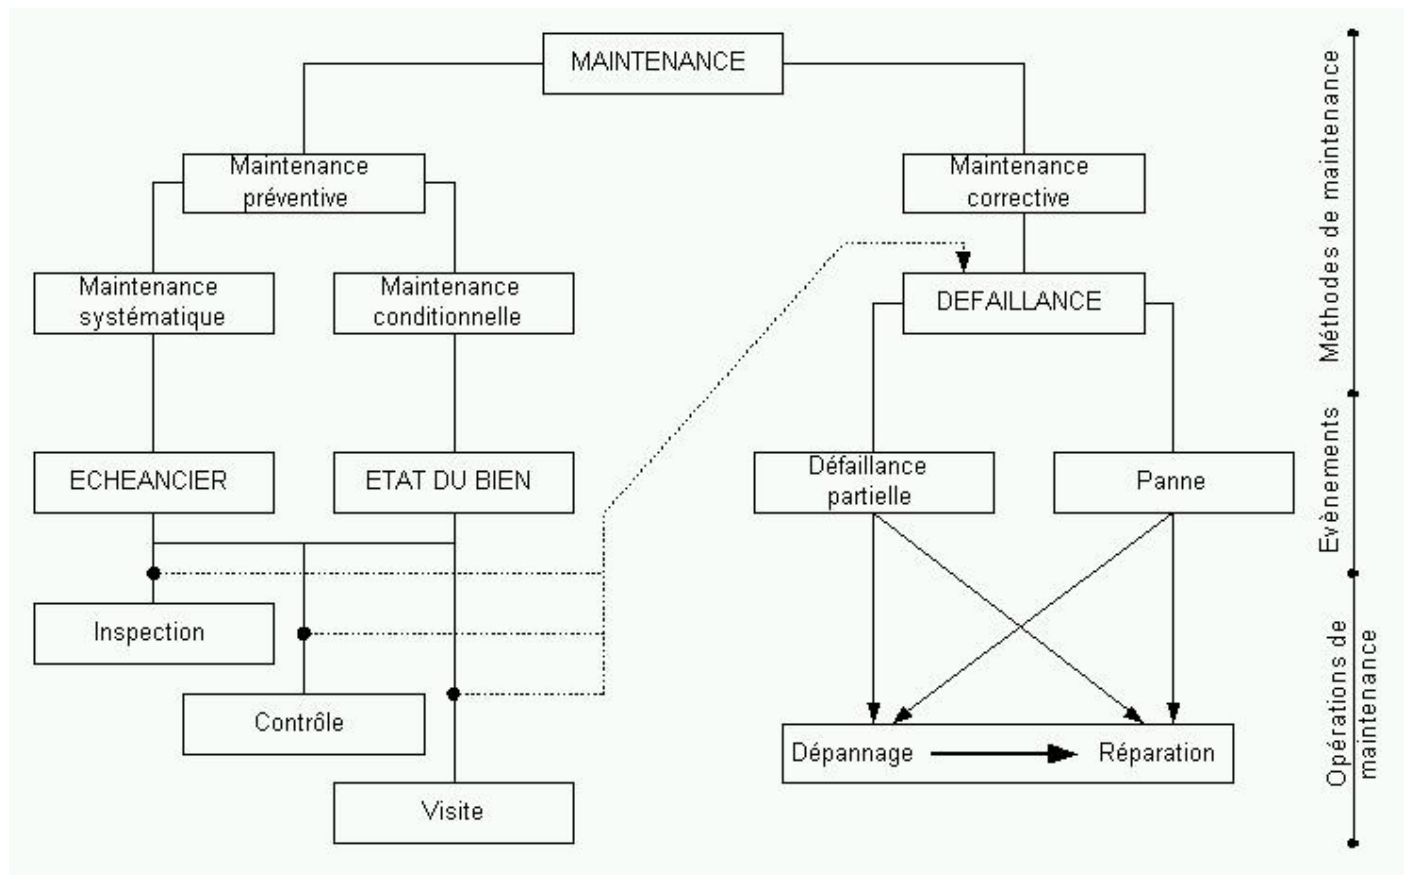 MAINTENANCE
Maintenance
préventive
Maintenance
corrective
Maintenance
systématique
Maintenance
conditionnelle
DEFAILLANCE
ECHEANCIER
ETAT DU BIEN
Défaillance
partielle
Panne
Inspection
Contrôle
Visite
Dépannage
Réparation
Méthodes de maintenance
Evènements
Opérations de
maintenance